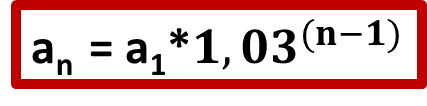 aₙ = a₁*1,03⁽ⁿ⁻¹⁾